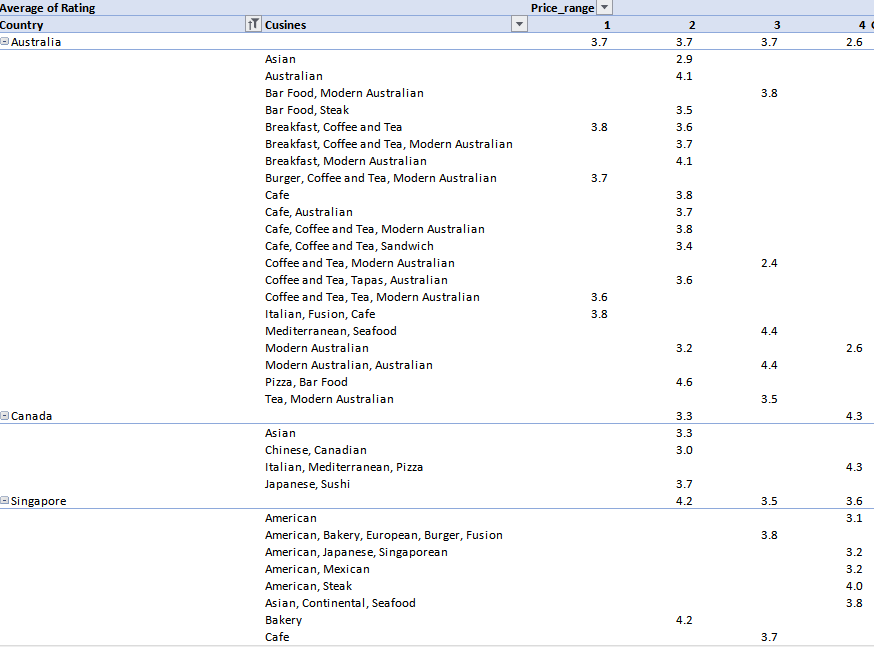 Average of Rating Price_range
Country Cusines 1 2 3 4
Australia 3.7 3.7 3.7 2.6
Asian 2.9
Australian 4.1
Bar Food, Modern Australian 3.8
Bar Food, Steak 3.5
Breakfast, Coffee and Tea 3.8 3.6
Breakfast, Coffee and Tea, Modern Australian 3.7
Breakfast, Modern Australian 4.1
Burger, Coffee and Tea, Modern Australian 3.7
Cafe 3.8
Cafe, Australian 3.7
Cafe, Coffee and Tea, Modern Australian 3.8
Cafe, Coffee and Tea, Sandwich 3.4
Coffee and Tea, Modern Australian 2.4
Coffee and Tea, Tapas, Australian 3.6
Coffee and Tea, Tea, Modern Australian 3.6
Italian, Fusion, Cafe 3.8
Mediterranean, Seafood 4.4
Modern Australian 3.2 2.6
Modern Australian, Australian 4.4
Pizza, Bar Food 4.6
Tea, Modern Australian 3.5
Canada 3.3 4.3
Asian 3.3
Chinese, Canadian 3.0
Italian, Mediterranean, Pizza 4.3
Japanese, Sushi 3.7
Singapore 4.2 3.5 3.6
American 3.1
American, Bakery, European, Burger, Fusion 3.8
American, Japanese, Singaporean 3.2
American, Mexican 3.2
American, Steak 4.0
Asian, Continental, Seafood 3.8
Bakery 4.2
Cafe 3.7